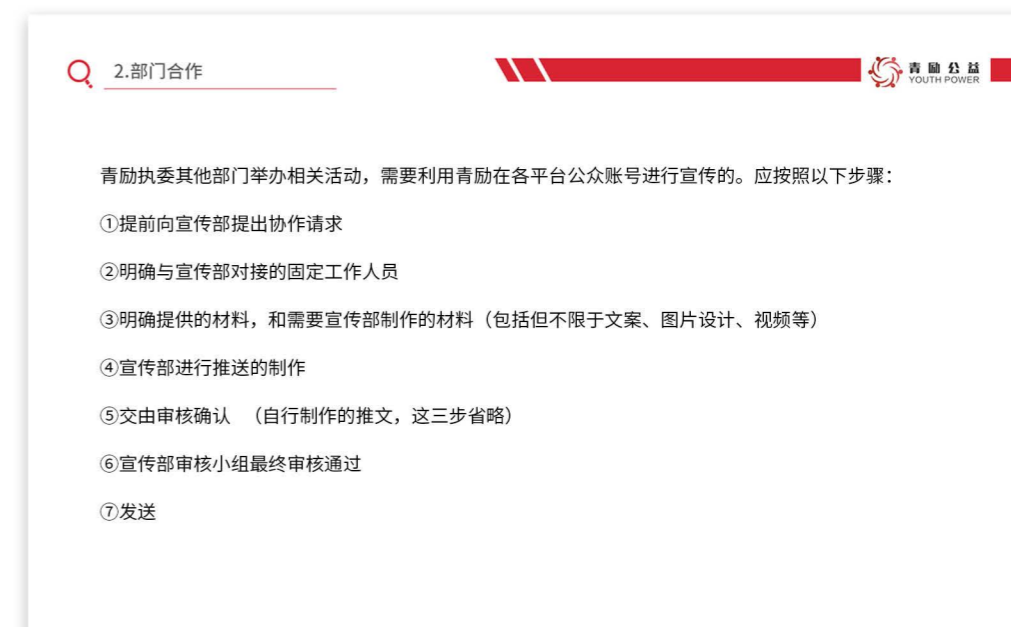 2.部门合作
青励公益
YOUTH POWER
青励执委其他部门举办相关活动，需要利用青励在各平台公众账号进行宣传的。应按照以下步骤：
①提前向宣传部提出协作请求
②明确与宣传部对接的固定工作人员
③明确提供的材料，和需要宣传部制作的材料（包括但不限于文案、图片设计、视频等）
④宣传部进行推送的制作
⑤交由审核确认 （自行制作的推文，这三步省略）
⑥宣传部审核小组最终审核通过
⑦发送